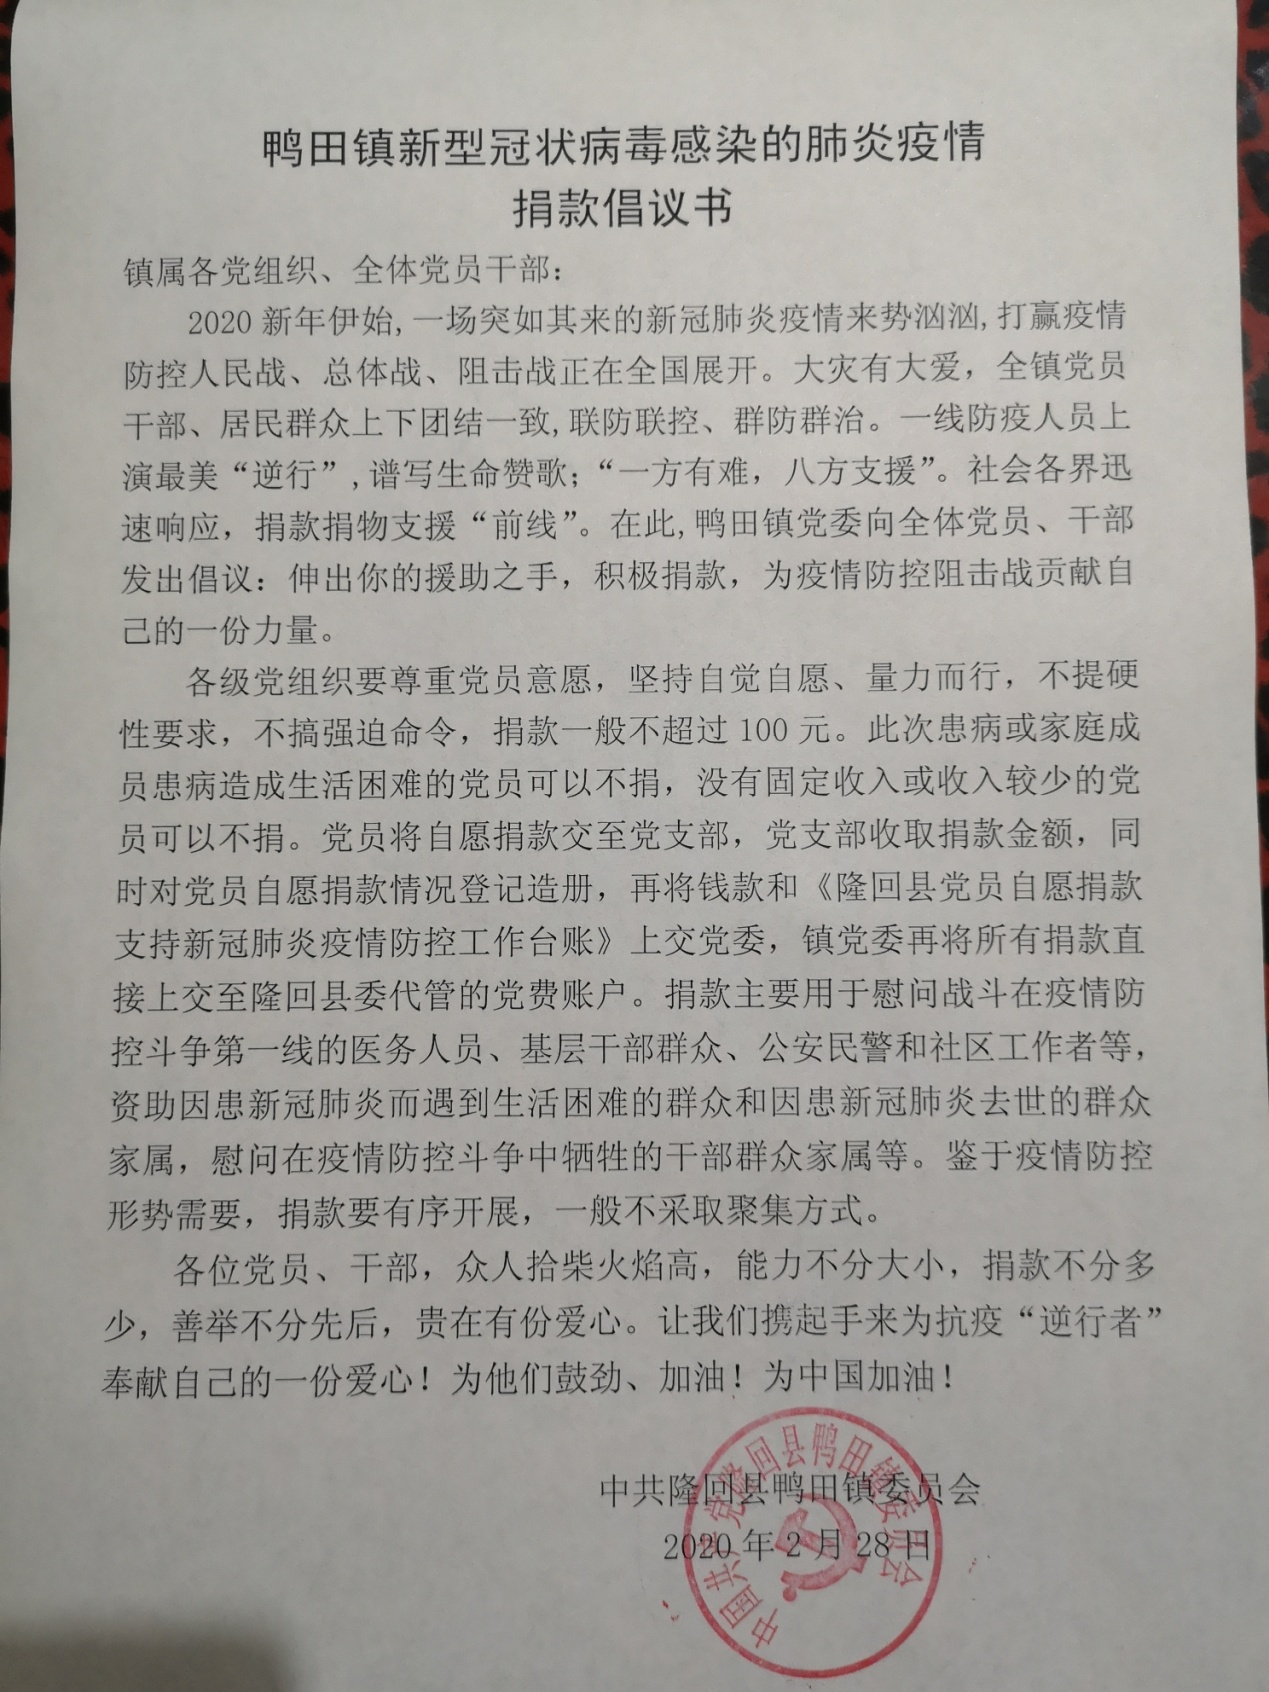 鸭田镇新型冠状病毒感染的肺炎疫情
捐款倡议书
镇属各党组织、全体党员干部：
2020 新年伊始,一场突如其来的新冠肺炎疫情来势汹汹,打赢疫情
防控人民战、总体战、阻击战正在全国展开。大灾有大爱，全镇党员
干部、居民群众上下团结一致,联防联控、群防群治。一线防疫人员上
演最美“逆行”,谱写生命赞歌；“一方有难，八方支援”。社会各界迅
速响应，捐款捐物支援“前线”。在此,鸭田镇党委向全体党员、干部
发出倡议：伸出你的援助之手，积极捐款，为疫情防控阻击战贡献自
己的一份力量。
各级党组织要尊重党员意愿，坚持自觉自愿、量力而行，不提硬
性要求，不搞强迫命令，捐款一般不超过 100 元。此次患病或家庭成
员患病造成生活困难的党员可以不捐，没有固定收入或收入较少的党
员可以不捐。党员将自愿捐款交至党支部，党支部收取捐款金额，同
时对党员自愿捐款情况登记造册，再将钱款和《隆回县党员自愿捐款
支持新冠肺炎疫情防控工作台账》上交党委，镇党委再将所有捐款直
接上交至隆回县委代管的党费账户。捐款主要用于慰问战斗在疫情防
控斗争第一线的医务人员、基层干部群众、公安民警和社区工作者等，
资助因患新冠肺炎而遇到生活困难的群众和因患新冠肺炎去世的群众
家属，慰问在疫情防控斗争中牺牲的干部群众家属等。鉴于疫情防控
形势需要，捐款要有序开展，一般不采取聚集方式。
各位党员、干部，众人拾柴火焰高，能力不分大小，捐款不分多
少，善举不分先后，贵在有份爱心。让我们携起手来为抗疫“逆行者”
奉献自己的一份爱心！为他们鼓劲、加油！为中国加油！
中共隆回县鸭田镇委员会
2020 年 2 月 28 日
中国共产党隆回县鸭田镇委员会